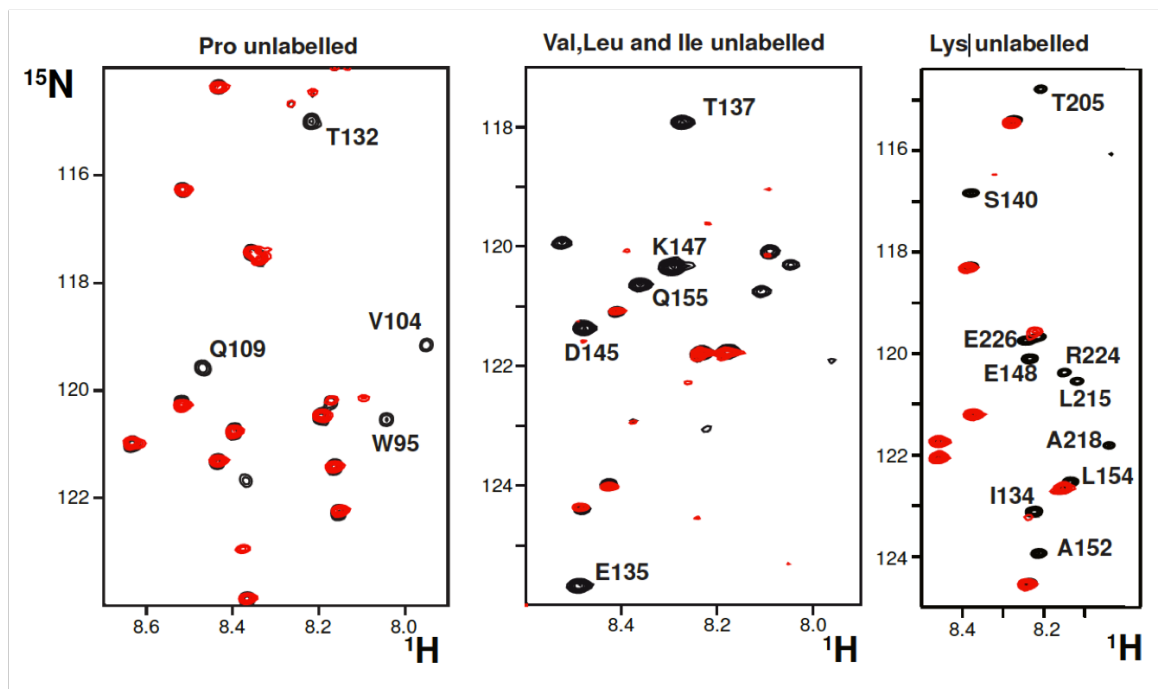 Pro unlabelled
15N
T132
116
118
V104
Q109
120
W95
122
8.6
8.4
8.2
8.0
1H
Val,Leu and Ile unlabelled
T137
118
120
K147
Q155
D145
122
124
E135
8.4
8.2
8.0
1H
Lys unlabelled
T205
116
S140
118
E226
R224
120
E148
L215
A218
122
L154
I134
A152
124
8.4
8.2
1H